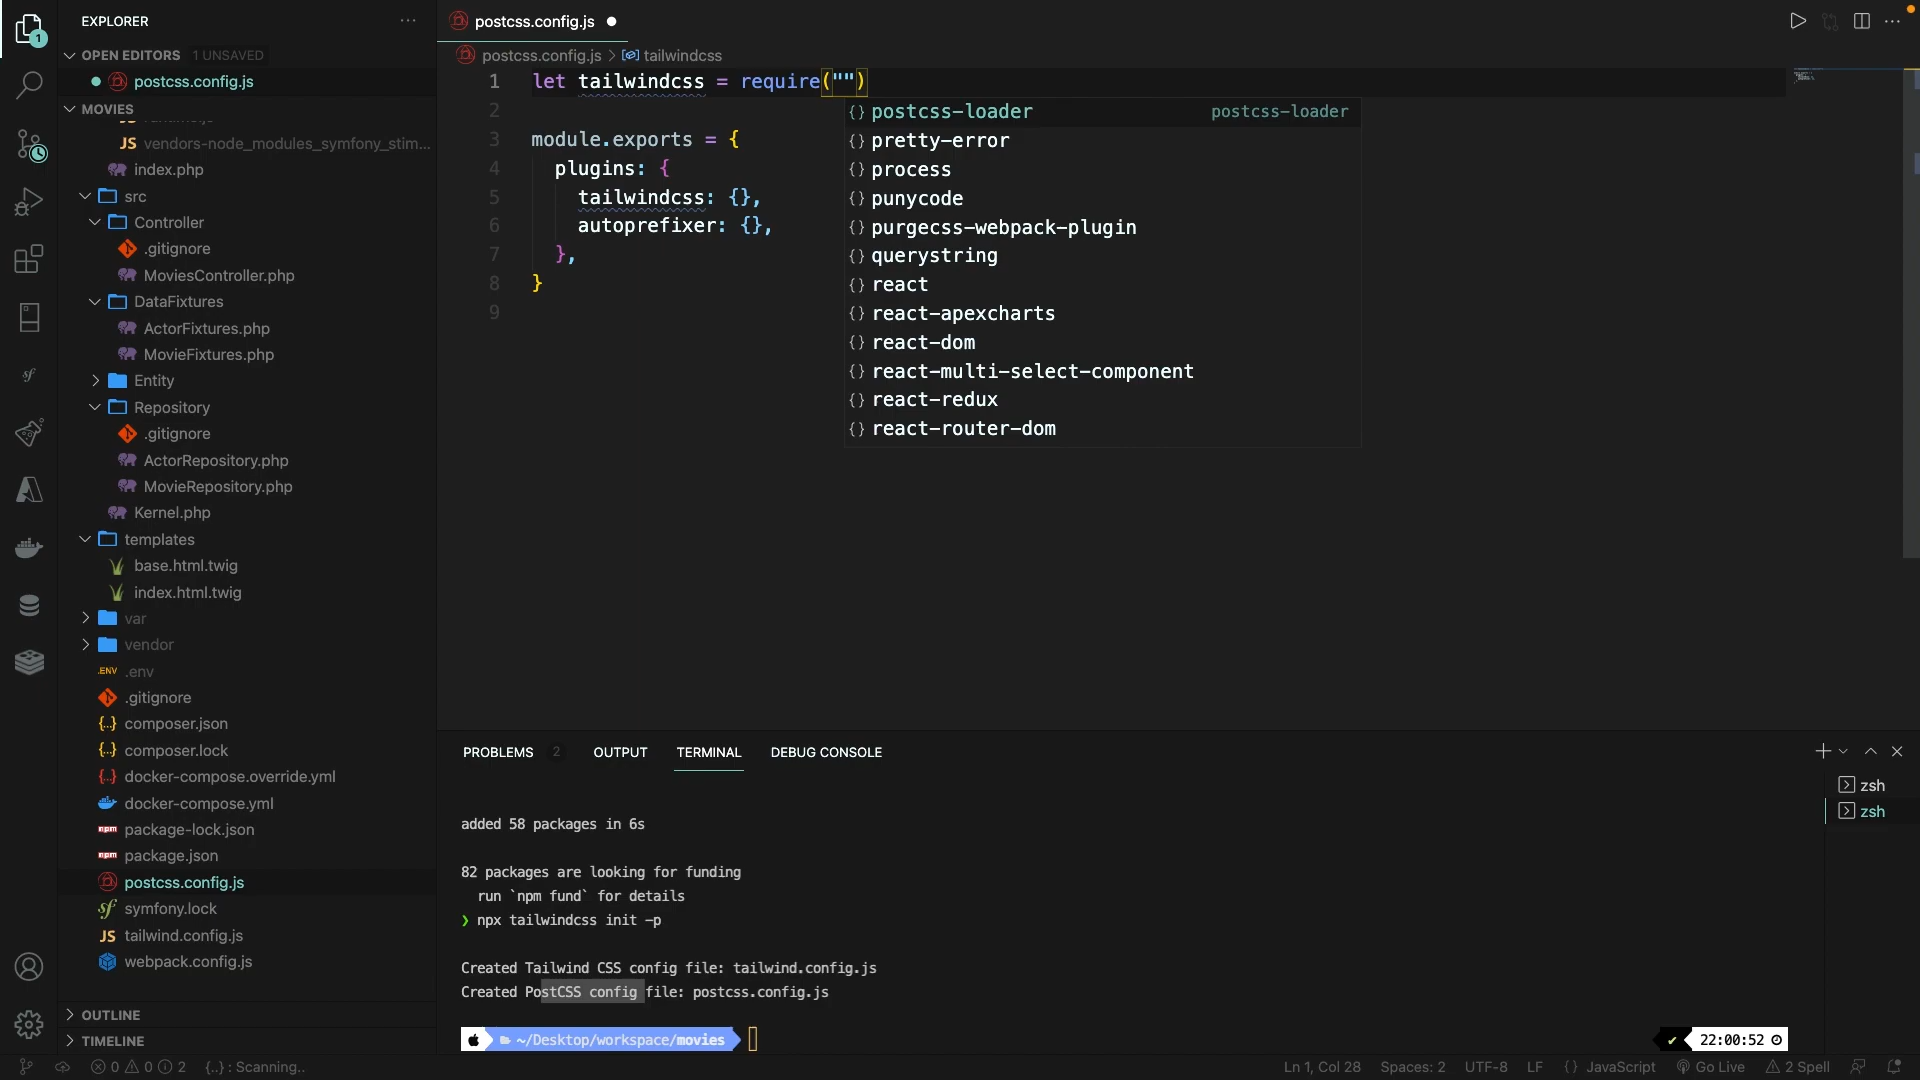 EXPLORER
OPEN EDITORS 1 UNSAVED
postcss.config.js
MOVIES
JS vendors-node_modules_symfony_stim...
index.php
src
Controller
.gitignore
MoviesController.php
DataFixtures
ActorFixtures.php
MovieFixtures.php
Entity
Repository
.gitignore
ActorRepository.php
MovieRepository.php
Kernel.php
templates
base.html.twig
index.html.twig
var
vendor
.ENV .env
.gitignore
composer.json
composer.lock
docker-compose.override.yml
docker-compose.yml
npm package-lock.json
npm package.json
postcss.config.js
symfony.lock
JS tailwind.config.js
webpack.config.js
OUTLINE
TIMELINE
postcss.config.js
postcss.config.js > tailwindcss
1 let tailwindcss = require("")
2
3 module.exports = {
4 plugins: {
5 tailwindcss: {},
6 autoprefixer: {},
7 },
8 }
9
{} postcss-loader postcss-loader
{} pretty-error
{} process
{} punycode
{} purgecss-webpack-plugin
{} querystring
{} react
{} react-apexcharts
{} react-dom
{} react-multi-select-component
{} react-redux
{} react-router-dom
PROBLEMS 2 OUTPUT TERMINAL DEBUG CONSOLE
zsh
zsh
added 58 packages in 6s
82 packages are looking for funding
run `npm fund` for details
❯ npx tailwindcss init -p
Created Tailwind CSS config file: tailwind.config.js
Created PostCSS config file: postcss.config.js
~/Desktop/workspace/movies
✔ 22:00:52
0 0 2 {..} : Scanning..
Ln 1, Col 28 Spaces: 2 UTF-8 LF {} JavaScript Go Live 2 Spell